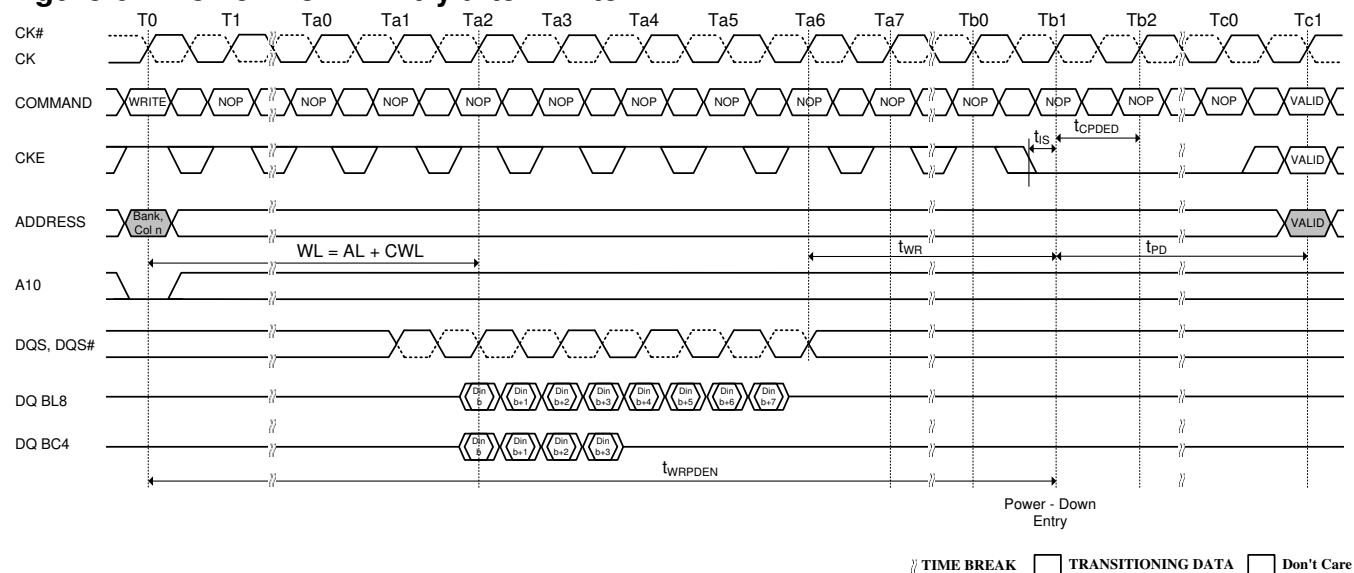 T0 T1 Ta0 Ta1 Ta2 Ta3 Ta4 Ta5 Ta6 Ta7 Tb0 Tb1 Tb2 Tc0 Tc1
CK#
CK
COMMAND WRITE NOP NOP NOP NOP NOP NOP NOP NOP NOP NOP NOP NOP NOP VALID
tIS tCPDED
CKE VALID
ADDRESS Bank, Col n VALID
WL = AL + CWL tWR tPD
A10
DQS, DQS#
DQ BL8 Din b Din b+1 Din b+2 Din b+3 Din b+4 Din b+5 Din b+6 Din b+7
DQ BC4 Din b Din b+1 Din b+2 Din b+3
tWRPDEN
Power - Down
Entry
TIME BREAK TRANSITIONING DATA Don't Care